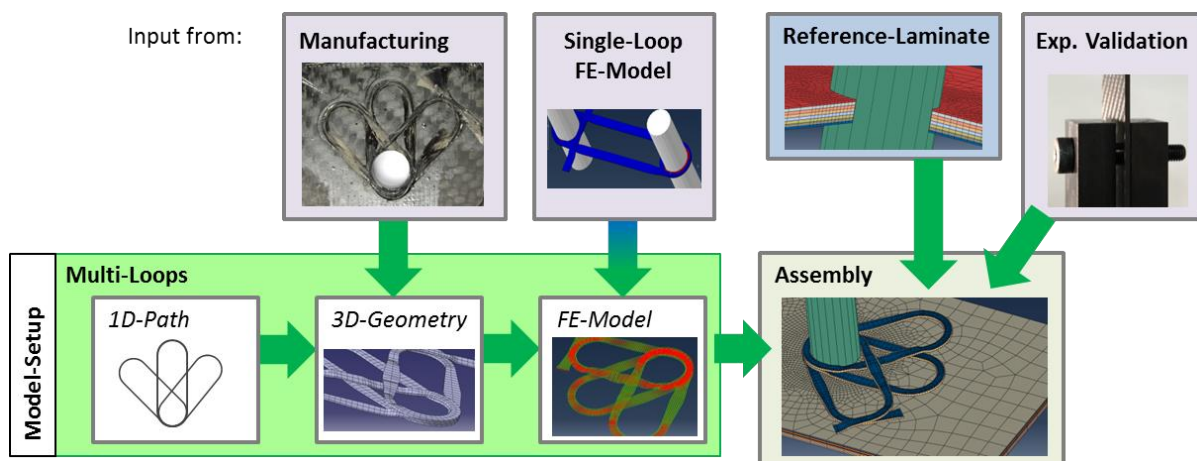 Input from:
Manufacturing
Single-Loop
FE-Model
Reference-Laminate
Exp. Validation
Model-Setup
Multi-Loops
1D-Path
3D-Geometry
FE-Model
Assembly